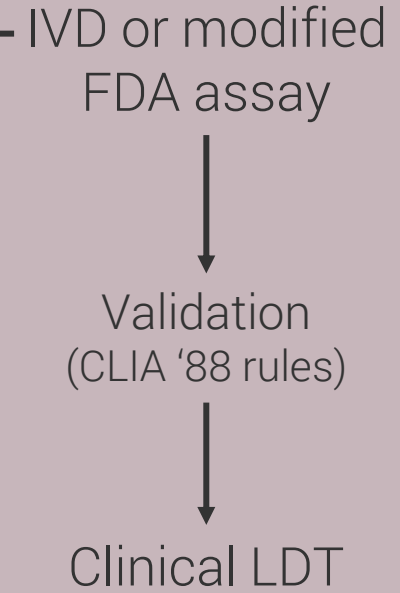 - IVD or modified
FDA assay
Validation
(CLIA ‘88 rules)
Clinical LDT